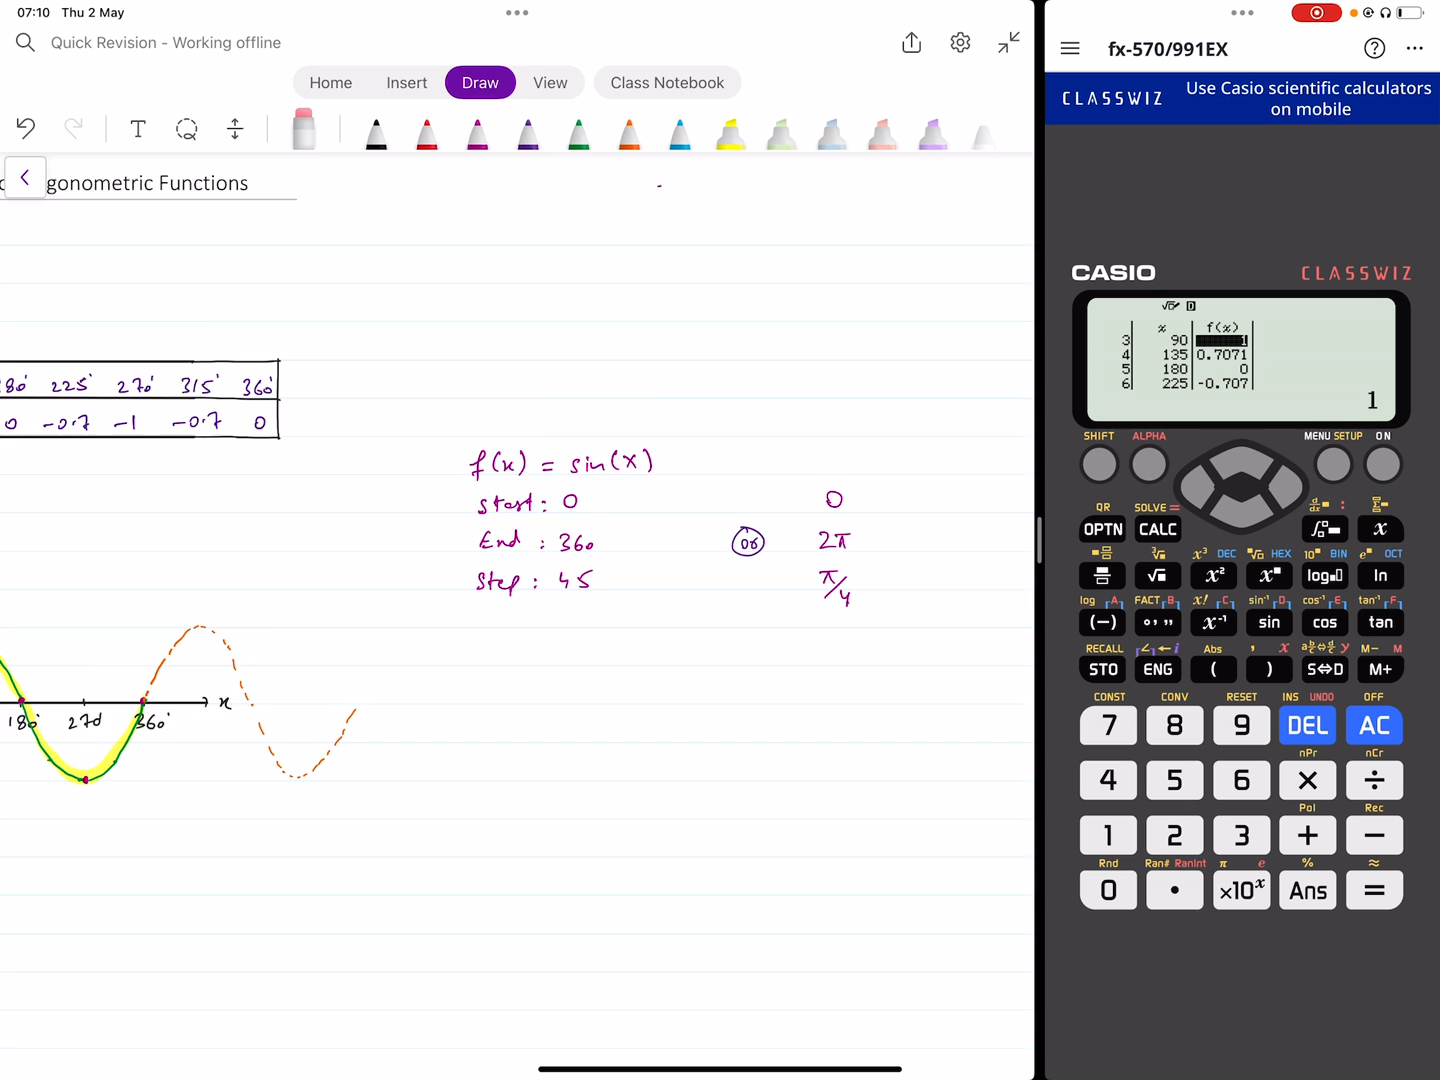 07:10 Thu 2 May
Quick Revision - Working offline
Home Insert Draw View Class Notebook
T
gonometric Functions
80° 225° 270° 315° 360°
0 -0.7 -1 -0.7 0
f(x) = sin(x)
Start : 0 0
End : 360 or 2π
Step : 45 π/4
x
180° 270° 360°
fx-570/991EX
CLASSWIZ
Use Casio scientific calculators
on mobile
CASIO CLASSWIZ
√▫ D
x f(x)
3 90 1
4 135 0.7071
5 180 0
6 225 -0.707
1
SHIFT ALPHA MENU SETUP ON
QR SOLVE = d/dx▪ : Σ▪
OPTN CALC ∫▫ x
³√▫ x³ DEC ▪√▫ HEX 10▪ BIN e▪ OCT
√▪ x² x▪ log▪▫ ln
log A FACT B x! C sin⁻¹ D cos⁻¹ E tan⁻¹ F
(−) °’” x⁻¹ sin cos tan
RECALL ∠ ← i Abs , x a b/c⇔d/c y M− M
STO ENG ( ) S⇔D M+
CONST CONV RESET INS UNDO OFF
7 8 9 DEL AC
nPr nCr
4 5 6 × ÷
Pol Rec
1 2 3 + −
Rnd Ran# RanInt π e % ≈
0 • ×10ˣ Ans =